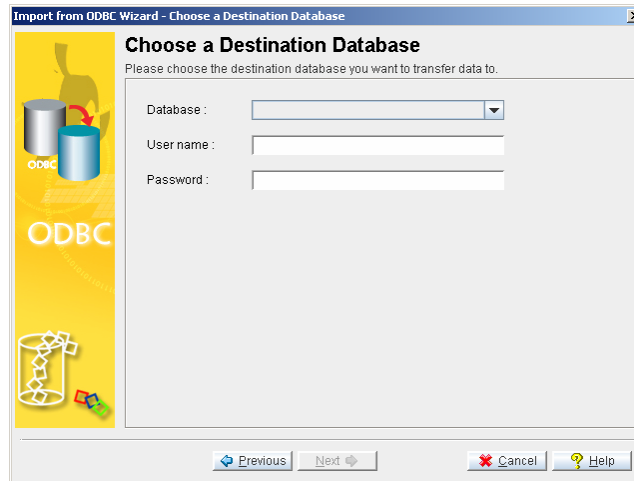 Import from ODBC Wizard - Choose a Destination Database
Choose a Destination Database
Please choose the destination database you want to transfer data to.
Database :
User name :
Password :
ODBC
ODBC
Previous
Next
Cancel
Help